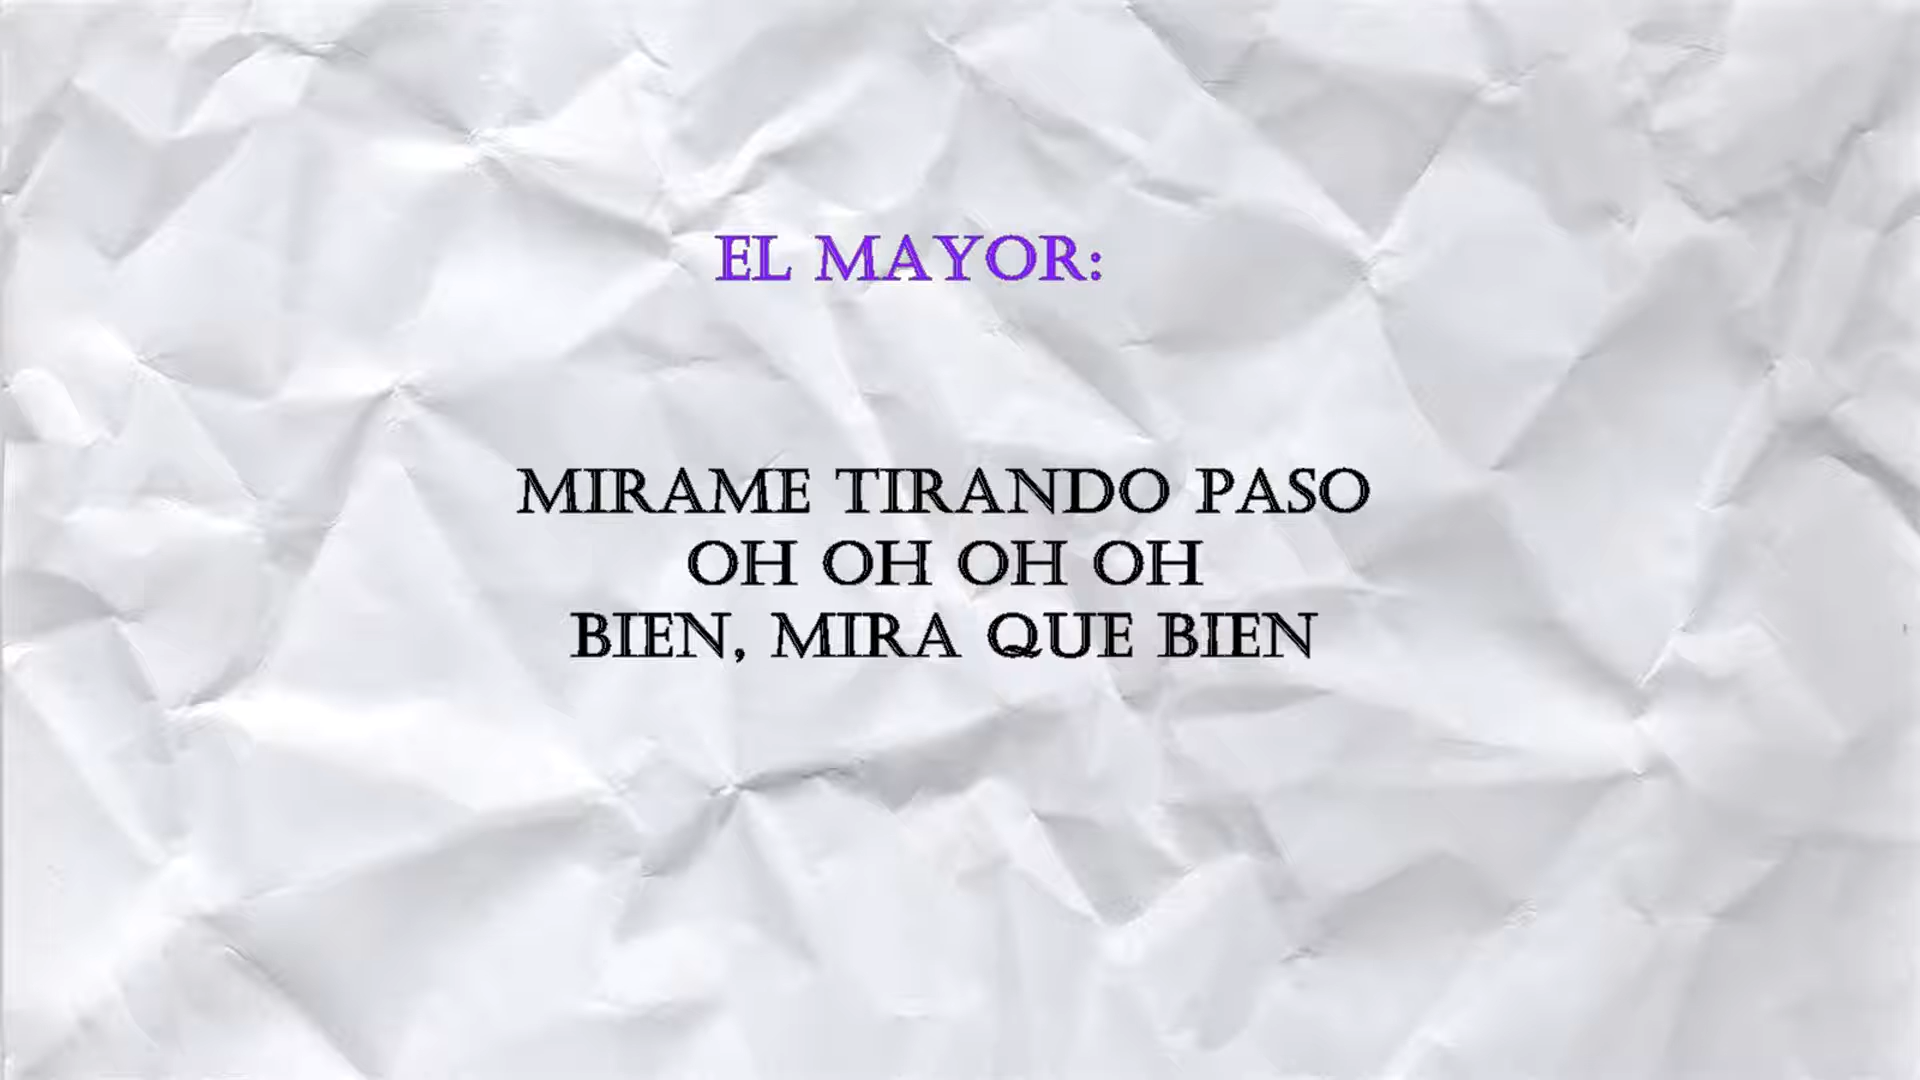 EL MAYOR:
MIRAME TIRANDO PASO
OH OH OH OH
BIEN, MIRA QUE BIEN